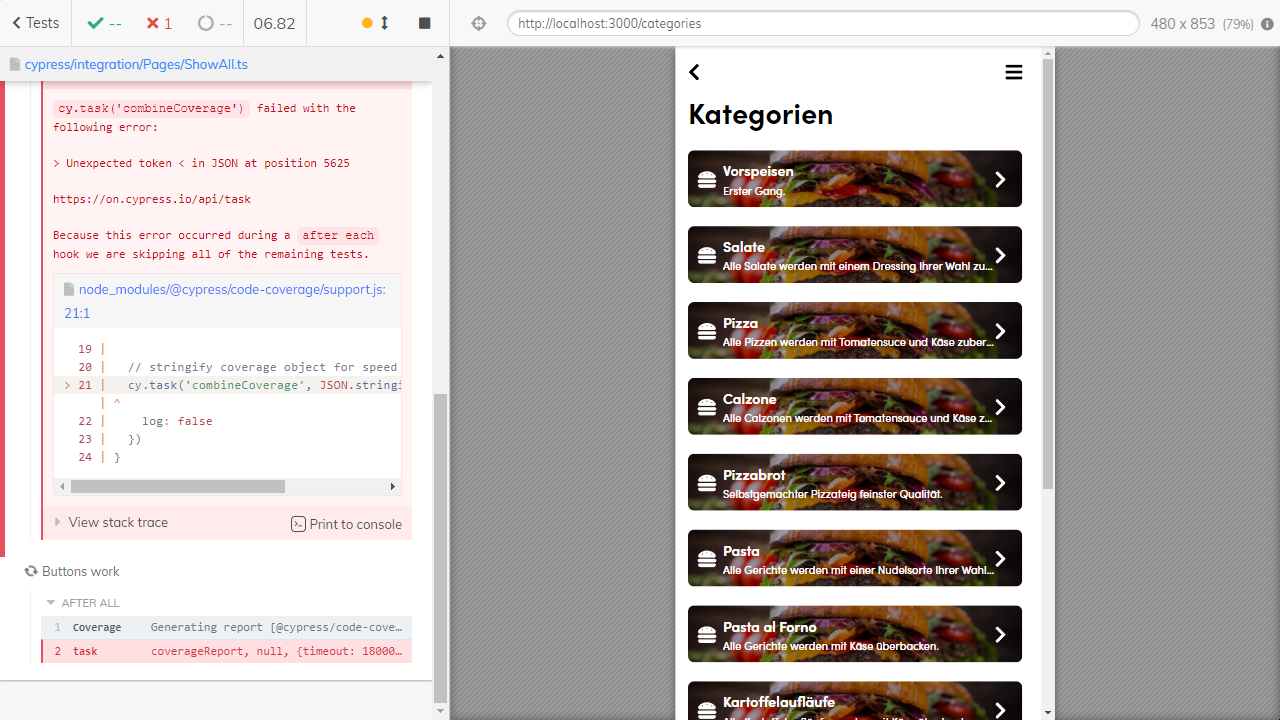 Tests
--
1
--
06.82
http://localhost:3000/categories
480 x 853 (79%)
cypress/integration/Pages/ShowAll.ts
cy.task('combineCoverage') failed with the
following error:
> Unexpected token < in JSON at position 5625
https://on.cypress.io/api/task
Because this error occurred during a after each
hook we are skipping all of the remaining tests.
node_modules/@cypress/code-coverage/support.js:
21:1
19 |
20 | // stringify coverage object for speed
> 21 | cy.task('combineCoverage', JSON.stringi
| ^
22 | log: false
23 | })
24 | }
View stack trace
Print to console
Buttons work
AFTER ALL
1 Coverage Generating report [@cypress/code-cove…
2 task CoverageReport, null, {timeout: 18000…
Kategorien
Vorspeisen
Erster Gang.
Salate
Alle Salate werden mit einem Dressing Ihrer Wahl zu...
Pizza
Alle Pizzen werden mit Tomatensuce und Käse zuber...
Calzone
Alle Calzonen werden mit Tomatensauce und Käse z...
Pizzabrot
Selbstgemachter Pizzateig feinster Qualität.
Pasta
Alle Gerichte werden mit einer Nudelsorte Ihrer Wahl...
Pasta al Forno
Alle Gerichte werden mit Käse überbacken.
Kartoffelaufläufe